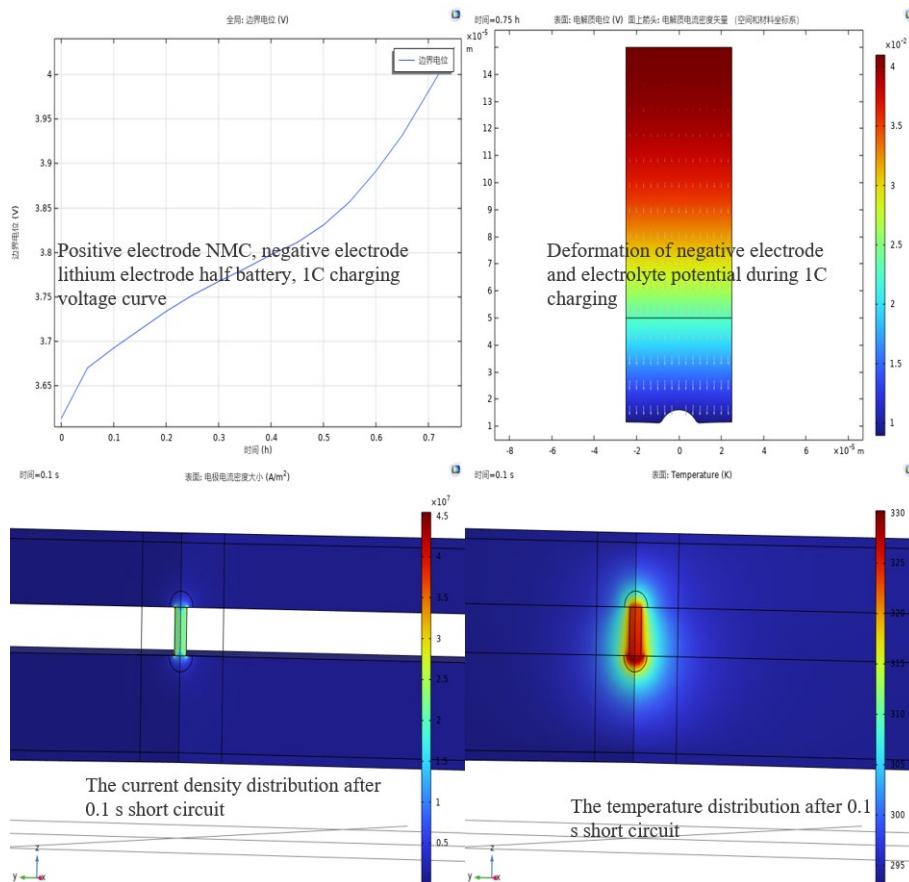 全局: 边界电位 (V)
边界电位
边界电位 (V)
4
3.95
3.9
3.85
3.8
3.75
3.7
3.65
0 0.1 0.2 0.3 0.4 0.5 0.6 0.7
时间 (h)
Positive electrode NMC, negative electrode
lithium electrode half battery, 1C charging
voltage curve
时间=0.75 h 表面: 电解质电位 (V) 面上箭头: 电解质电流密度矢量 (空间和材料坐标系)
×10⁻⁵
m
15
14
13
12
11
10
9
8
7
6
5
4
3
2
1
-8 -6 -4 -2 0 2 4 6 ×10⁻⁵ m
×10⁻²
4
3.5
3
2.5
2
1.5
1
Deformation of negative electrode
and electrolyte potential during 1C
charging
时间=0.1 s 表面: 电极电流密度大小 (A/m²)
×10⁷
4.5
4
3.5
3
2.5
2
1.5
1
0.5
The current density distribution after
0.1 s short circuit
y z x
时间=0.1 s 表面: Temperature (K)
330
325
320
315
310
305
300
295
The temperature distribution after 0.1
s short circuit
y z x